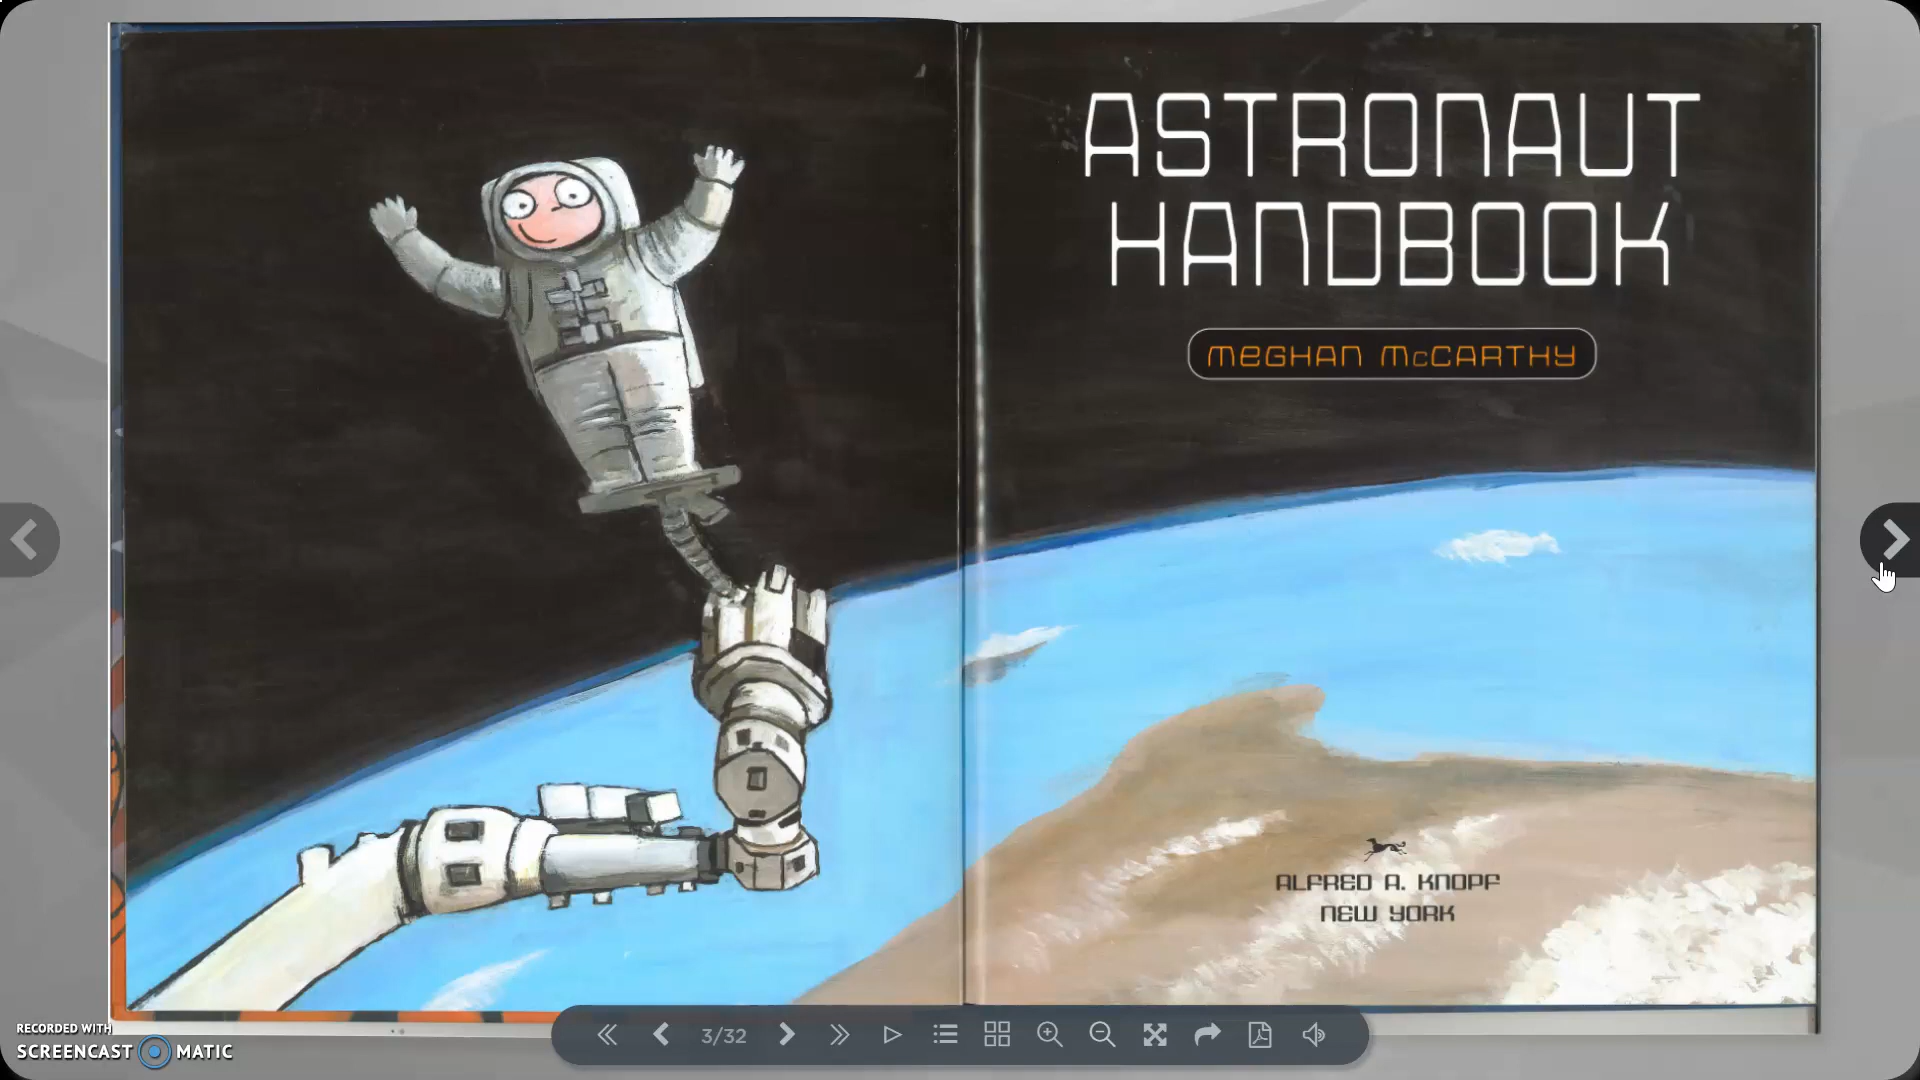 ASTRONAUT
HANDBOOK
MEGHAN McCARTHY
ALFRED A. KNOPF
NEW YORK
3/32
RECORDED WITH
SCREENCAST MATIC